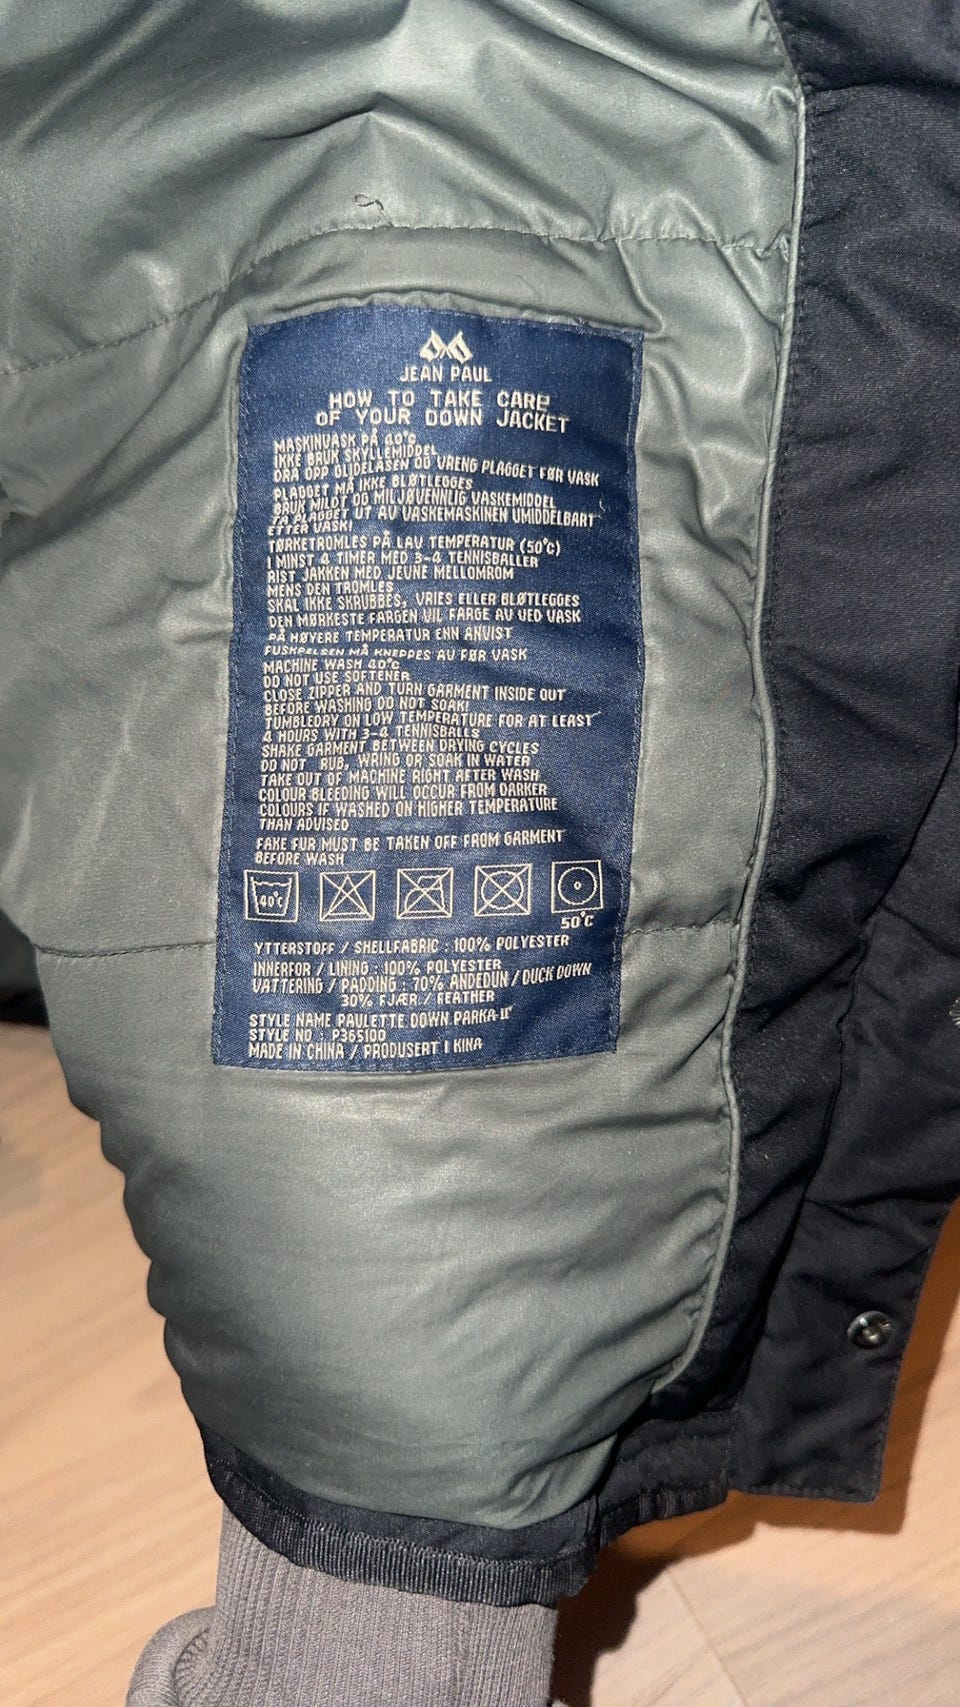 JEAN PAUL
HOW TO TAKE CARE
OF YOUR DOWN JACKET
MASKINVASK PÅ 40°C
IKKE BRUK SKYLLEMIDDEL
DRA OPP GLIDELÅSEN OG VRENG PLAGGET FØR VASK
PLAGGET MÅ IKKE BLØTLEGGES
BRUK MILDT OG MILJØVENNLIG VASKEMIDDEL
TA PLAGGET UT AV VASKEMASKINEN UMIDDELBART
ETTER VASK!
TØRKETROMLES PÅ LAV TEMPERATUR (50°C)
I MINST 4 TIMER MED 3-4 TENNISBALLER
RIST JAKKEN MED JEVNE MELLOMROM
MENS DEN TROMLES
SKAL IKKE SKRUBBES, VRIES ELLER BLØTLEGGES
DEN MØRKESTE FARGEN VIL FARGE AV VED VASK
PÅ HØYERE TEMPERATUR ENN ANVIST
FUSKPELSEN MÅ KNEPPES AV FØR VASK
MACHINE WASH 40°C
DO NOT USE SOFTENER
CLOSE ZIPPER AND TURN GARMENT INSIDE OUT
BEFORE WASHING DO NOT SOAK!
TUMBLEDRY ON LOW TEMPERATURE FOR AT LEAST
4 HOURS WITH 3-4 TENNISBALLS
SHAKE GARMENT BETWEEN DRYING CYCLES
DO NOT RUB, WRING OR SOAK IN WATER
TAKE OUT OF MACHINE RIGHT AFTER WASH
COLOUR BLEEDING WILL OCCUR FROM DARKER
COLOURS IF WASHED ON HIGHER TEMPERATURE
THAN ADVISED
FAKE FUR MUST BE TAKEN OFF FROM GARMENT
BEFORE WASH
40°C
50°C
YTTERSTOFF / SHELLFABRIC : 100% POLYESTER
INNERFOR / LINING : 100% POLYESTER
VATTERING / PADDING : 70% ANDEDUN / DUCK DOWN
30% FJÆR / FEATHER
STYLE NAME PAULETTE DOWN PARKA II"
STYLE NO : P365100
MADE IN CHINA / PRODUSERT I KINA